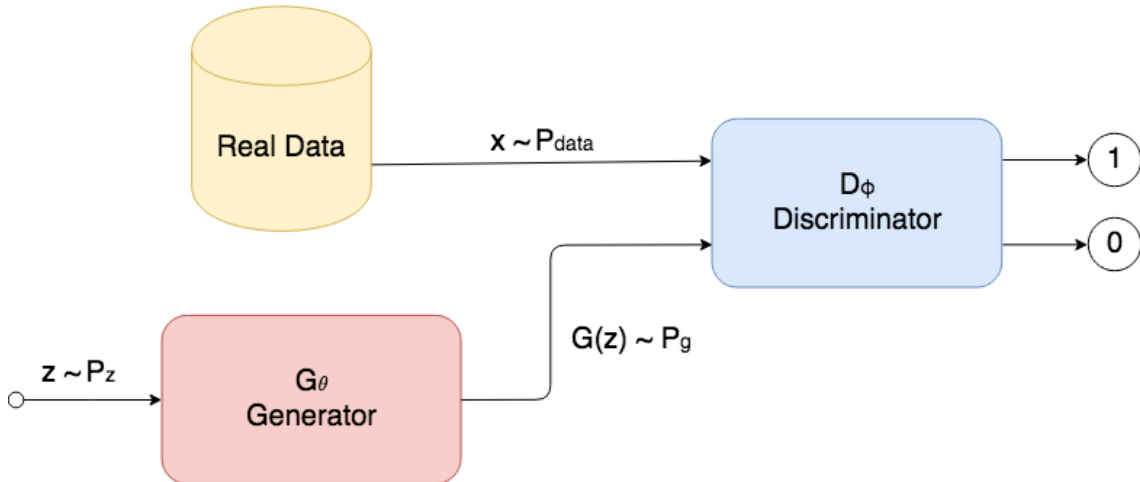 Real Data
x ~ Pdata
Dϕ
Discriminator
1
0
G(z) ~ Pg
z ~ Pz
Gθ
Generator